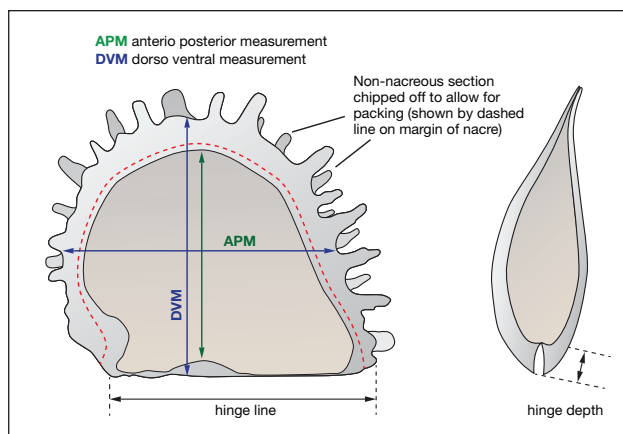 APM anterio posterior measurement
DVM dorso ventral measurement
Non-nacreous section
chipped off to allow for
packing (shown by dashed
line on margin of nacre)
APM
DVM
hinge line
hinge depth